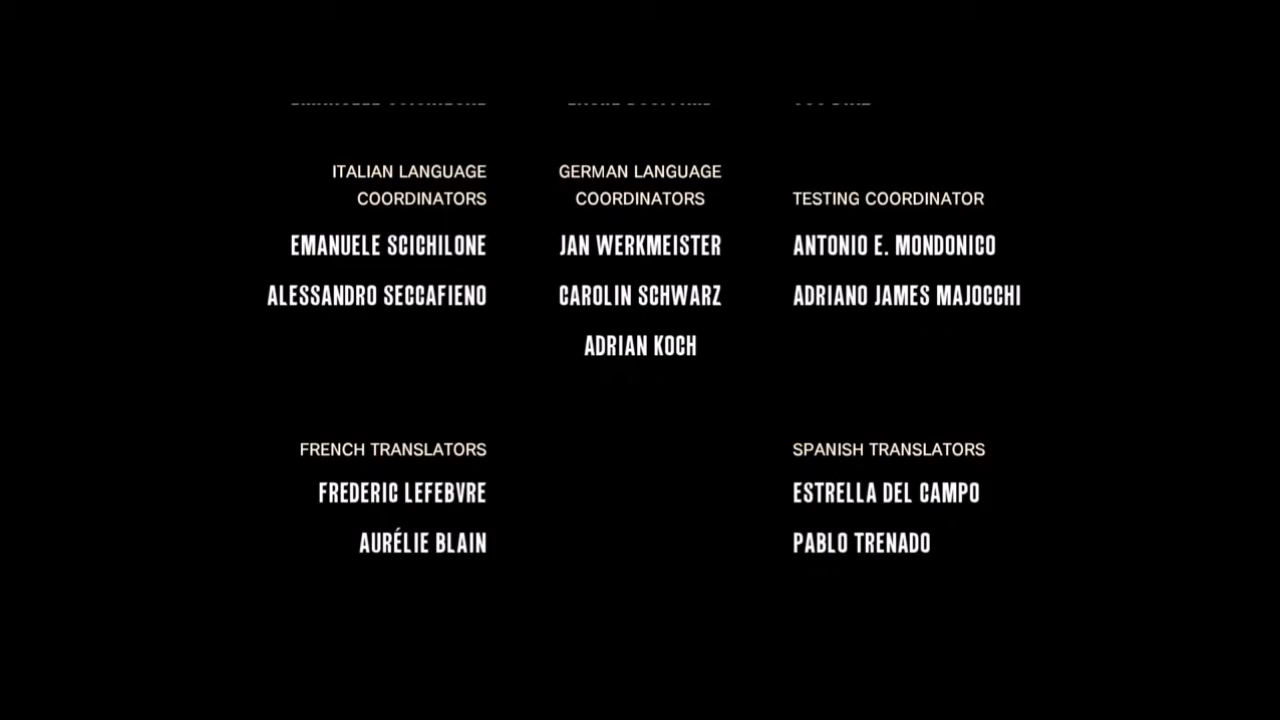 ITALIAN LANGUAGE
COORDINATORS
EMANUELE SCICHILONE
ALESSANDRO SECCAFIENO
GERMAN LANGUAGE
COORDINATORS
JAN WERKMEISTER
CAROLIN SCHWARZ
ADRIAN KOCH
TESTING COORDINATOR
ANTONIO E. MONDONICO
ADRIANO JAMES MAJOCCHI
FRENCH TRANSLATORS
FREDERIC LEFEBVRE
AURÉLIE BLAIN
SPANISH TRANSLATORS
ESTRELLA DEL CAMPO
PABLO TRENADO